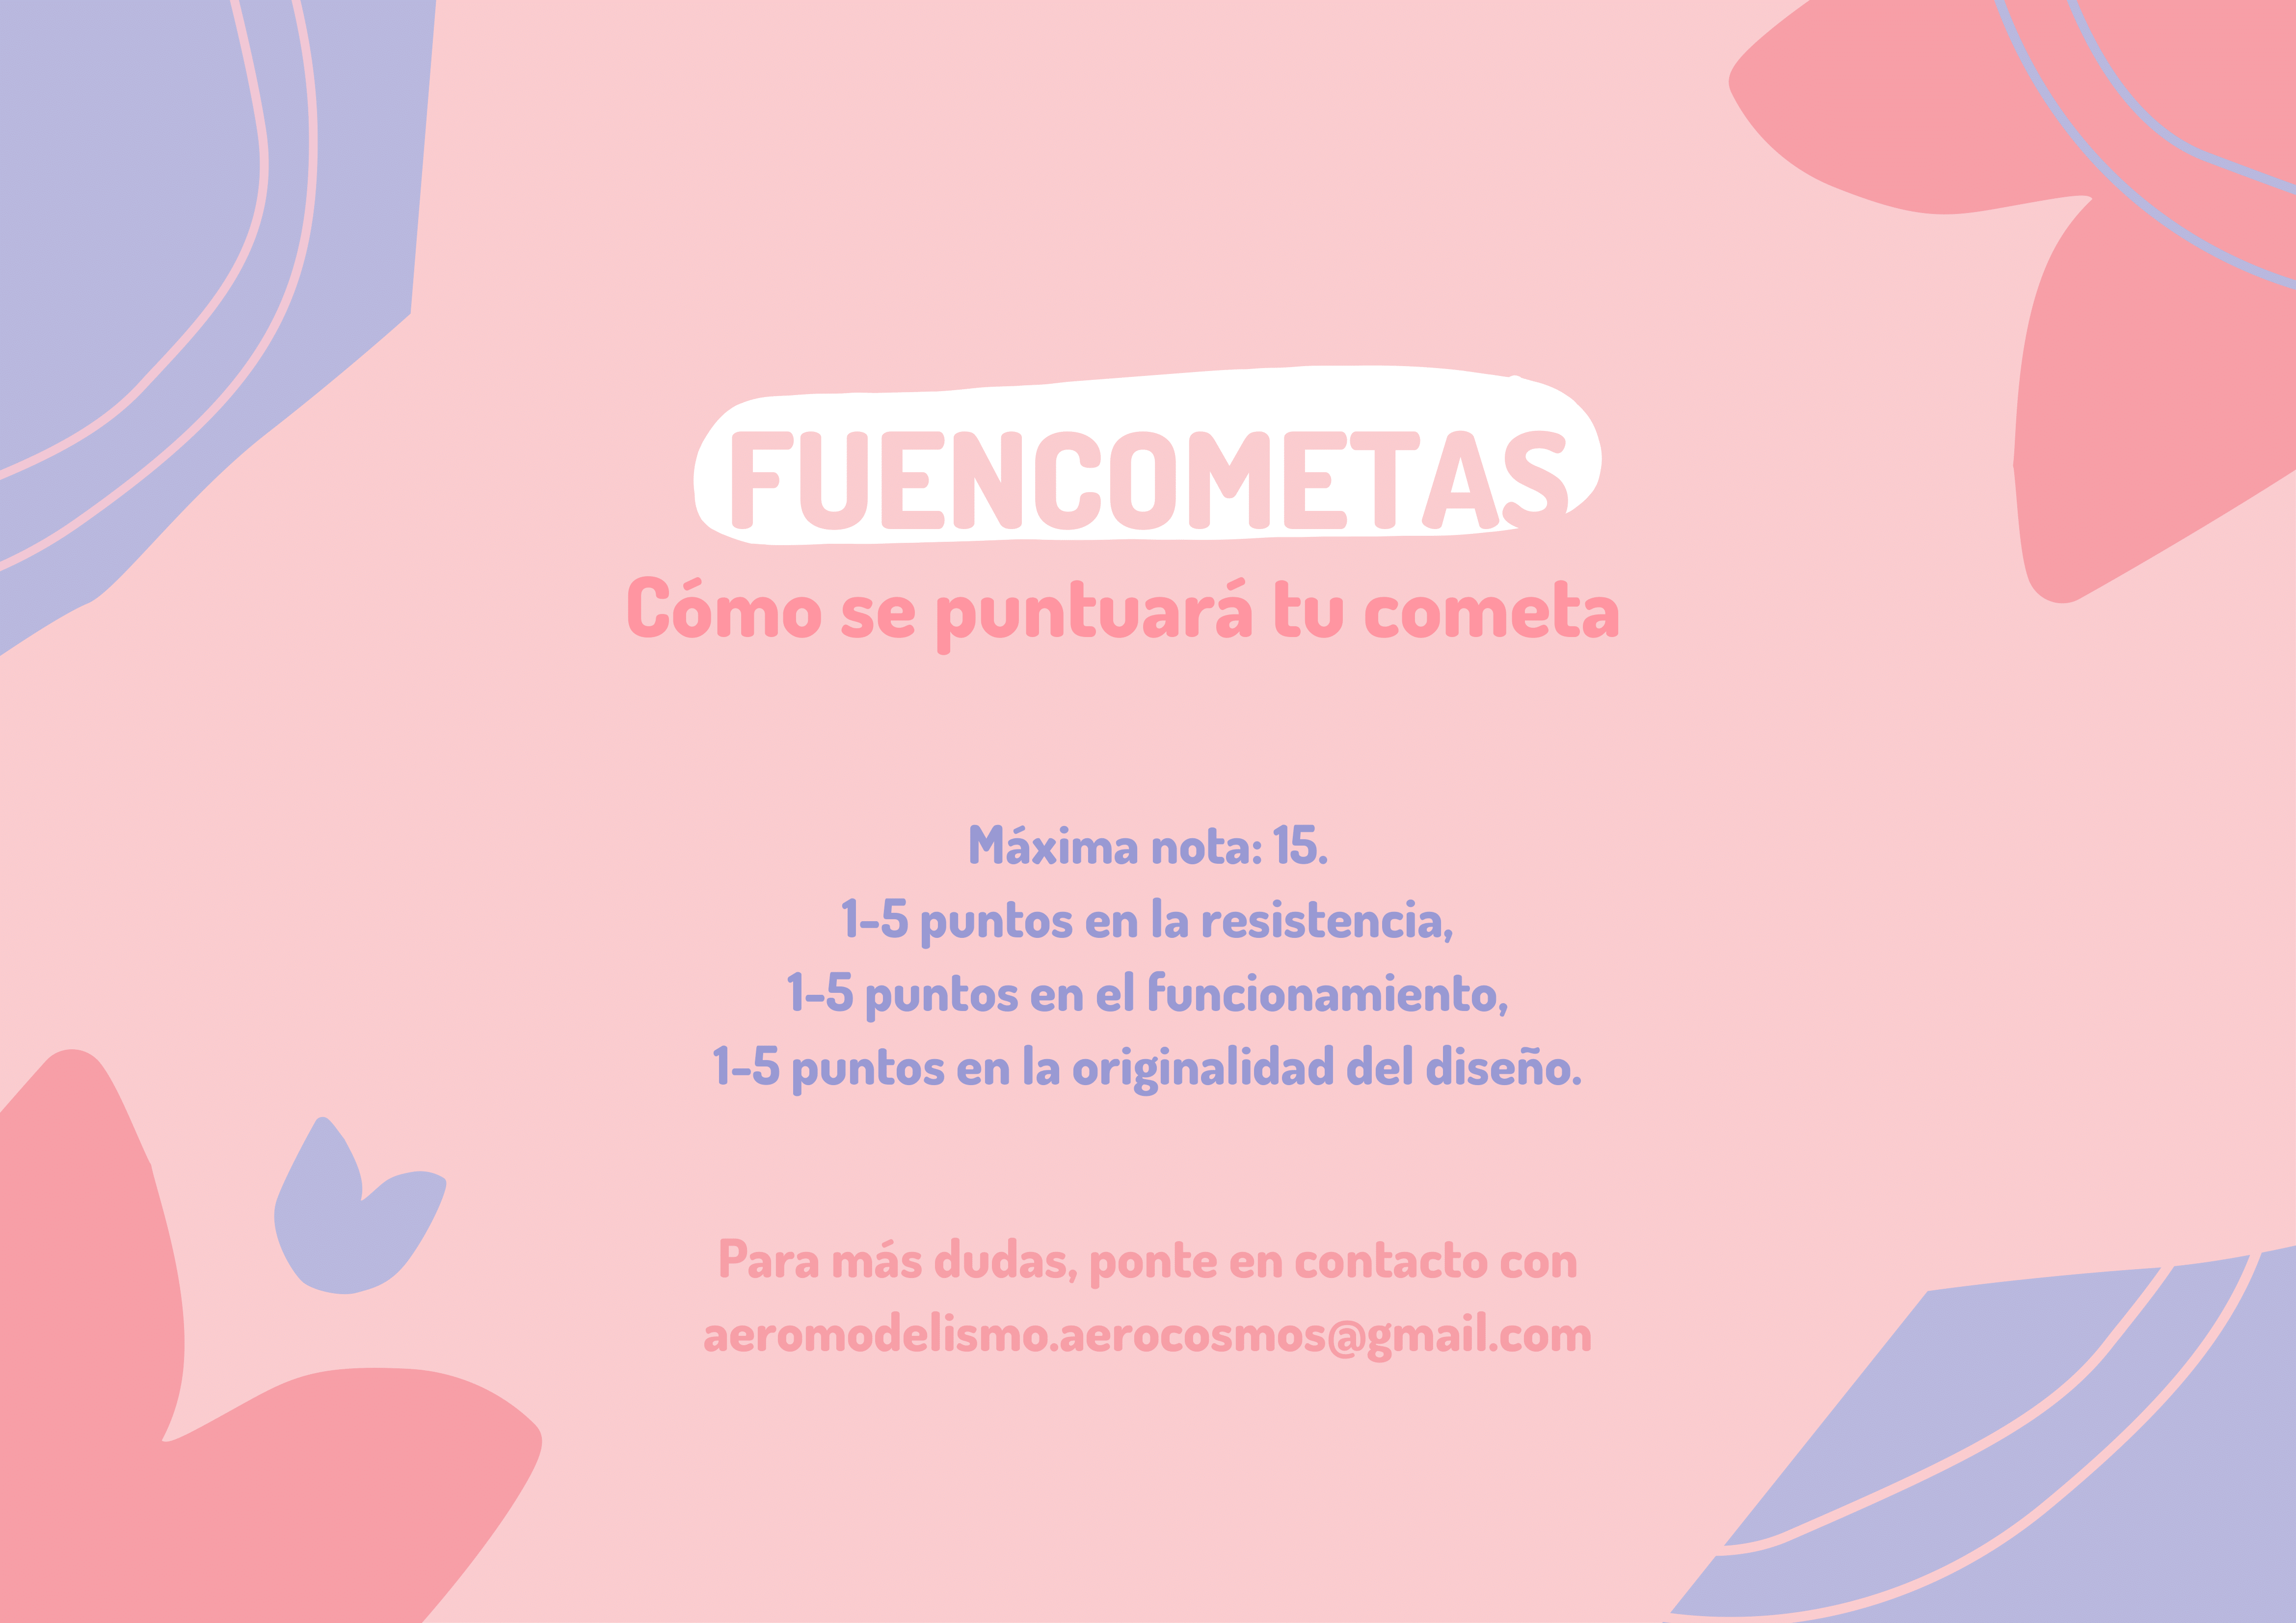 FUENCOMETAS
Cómo se puntuará tu cometa
Máxima nota: 15.
1-5 puntos en la resistencia,
1-5 puntos en el funcionamiento,
1-5 puntos en la originalidad del diseño.
Para más dudas, ponte en contacto con
aeromodelismo.aerocosmos@gmail.com